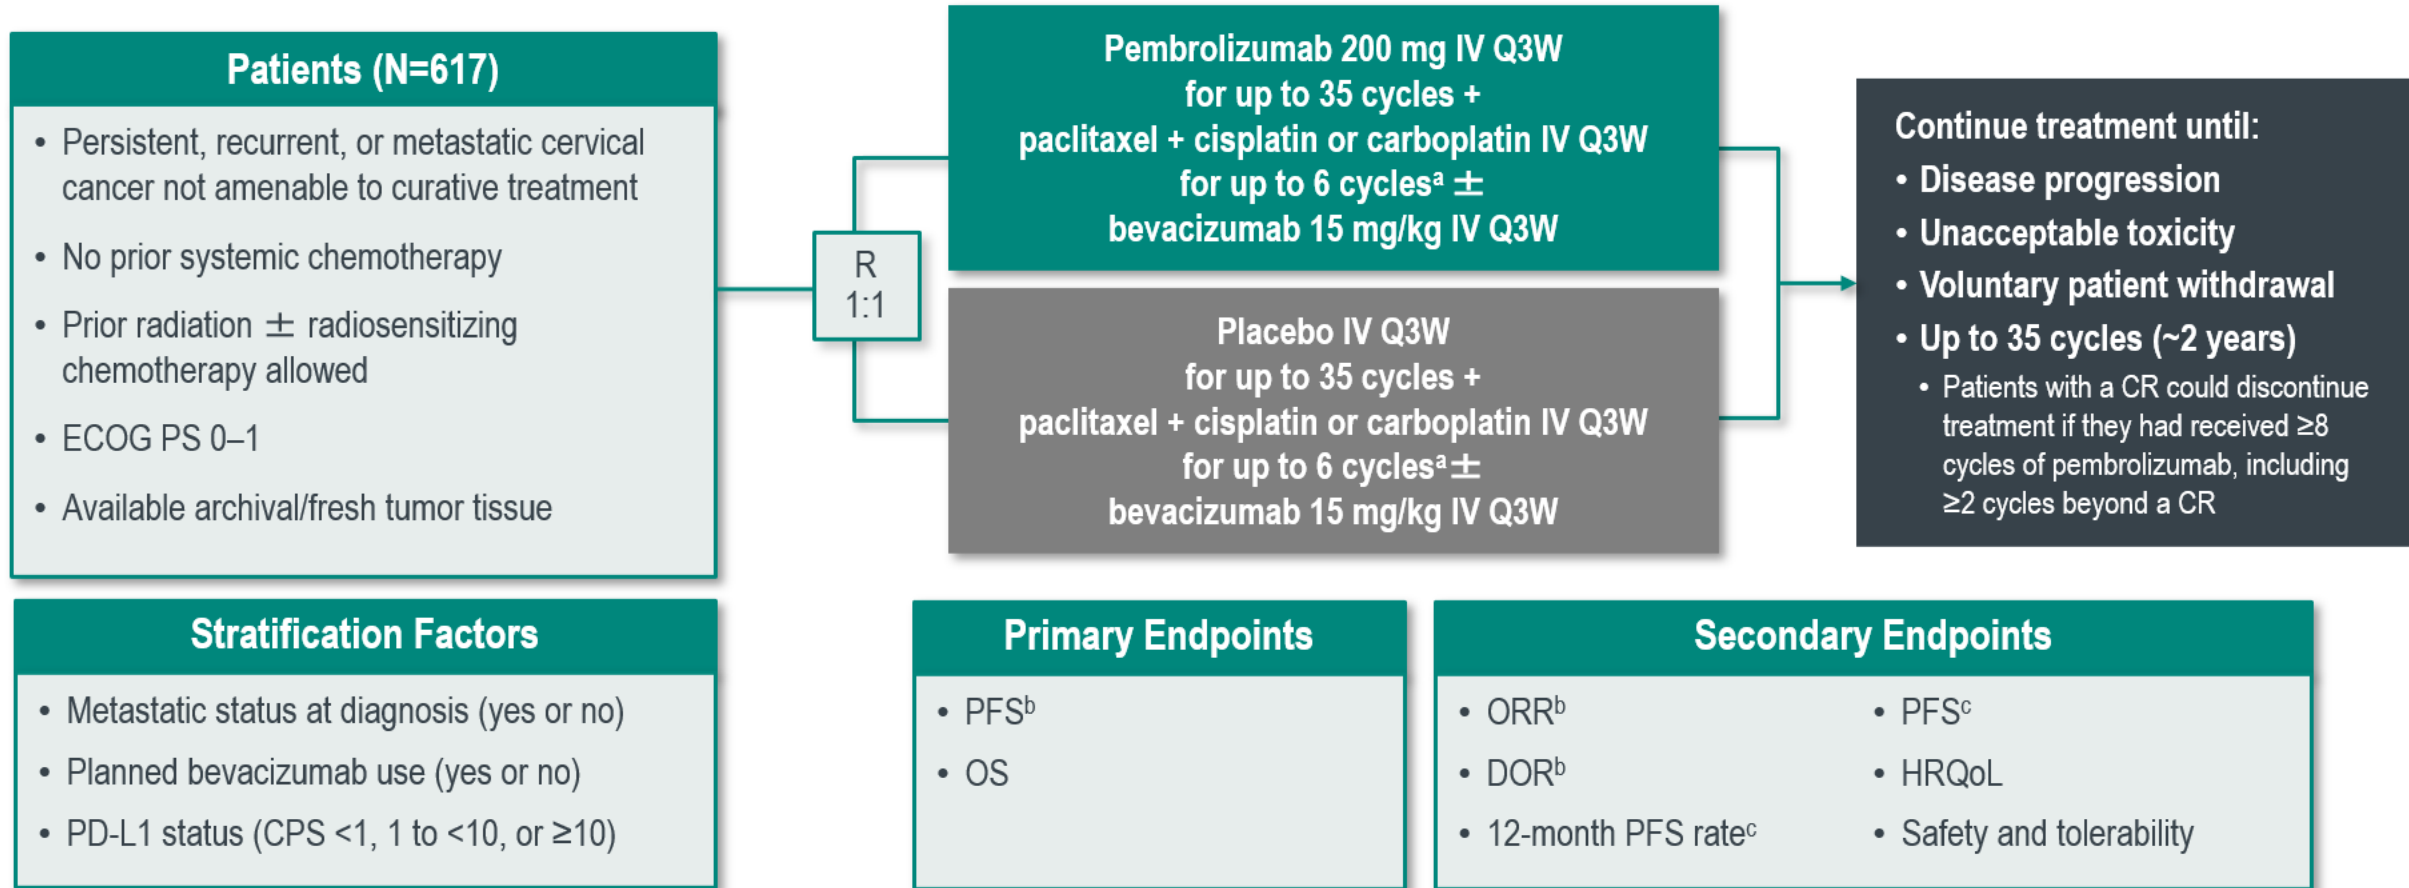 Patients (N=617)
• Persistent, recurrent, or metastatic cervical
cancer not amenable to curative treatment
• No prior systemic chemotherapy
• Prior radiation ± radiosensitizing
chemotherapy allowed
• ECOG PS 0–1
• Available archival/fresh tumor tissue
R
1:1
Pembrolizumab 200 mg IV Q3W
for up to 35 cycles +
paclitaxel + cisplatin or carboplatin IV Q3W
for up to 6 cyclesᵃ ±
bevacizumab 15 mg/kg IV Q3W
Placebo IV Q3W
for up to 35 cycles +
paclitaxel + cisplatin or carboplatin IV Q3W
for up to 6 cyclesᵃ ±
bevacizumab 15 mg/kg IV Q3W
Continue treatment until:
• Disease progression
• Unacceptable toxicity
• Voluntary patient withdrawal
• Up to 35 cycles (~2 years)
• Patients with a CR could discontinue
treatment if they had received ≥8
cycles of pembrolizumab, including
≥2 cycles beyond a CR
Stratification Factors
• Metastatic status at diagnosis (yes or no)
• Planned bevacizumab use (yes or no)
• PD-L1 status (CPS <1, 1 to <10, or ≥10)
Primary Endpoints
• PFSᵇ
• OS
Secondary Endpoints
• ORRᵇ
• DORᵇ
• 12-month PFS rateᶜ
• PFSᶜ
• HRQoL
• Safety and tolerability